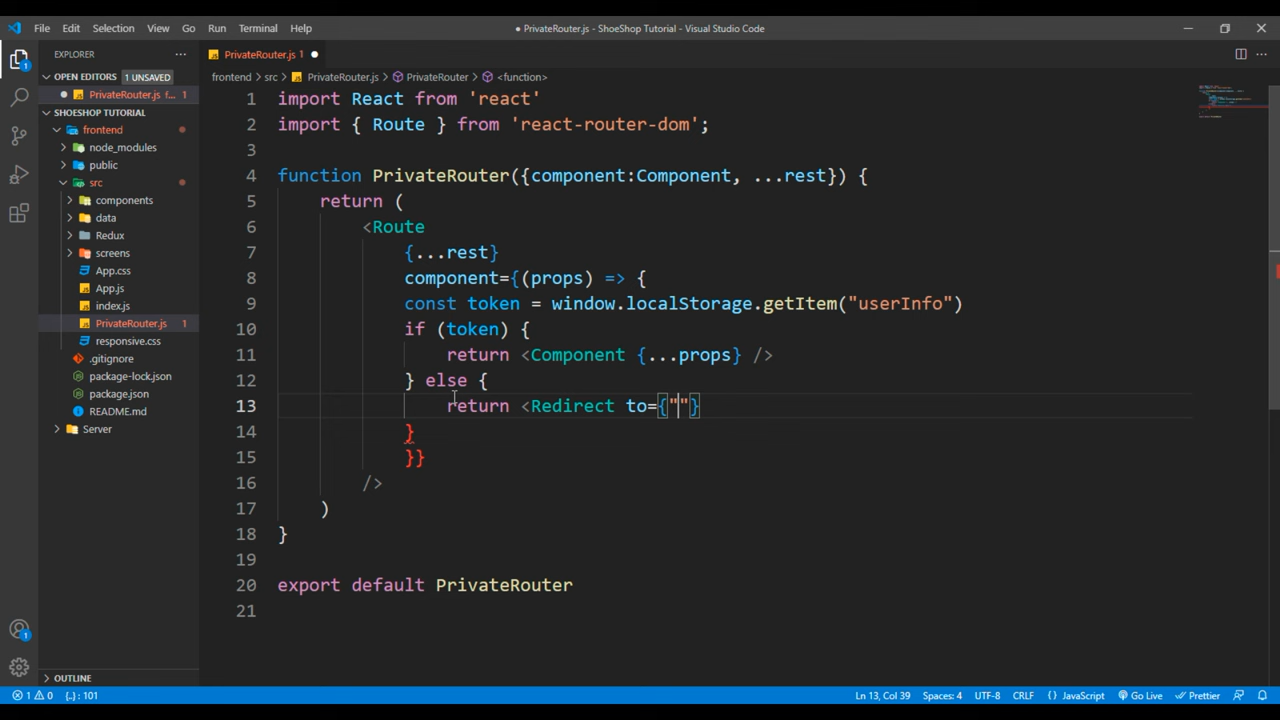 File Edit Selection View Go Run Terminal Help
● PrivateRouter.js - ShoeShop Tutorial - Visual Studio Code
EXPLORER
OPEN EDITORS 1 UNSAVED
PrivateRouter.js f... 1
SHOESHOP TUTORIAL
frontend
node_modules
public
src
components
data
Redux
screens
App.css
App.js
index.js
PrivateRouter.js 1
responsive.css
.gitignore
package-lock.json
package.json
README.md
Server
OUTLINE
PrivateRouter.js 1
frontend > src > PrivateRouter.js > PrivateRouter > <function>
1 import React from 'react'
2 import { Route } from 'react-router-dom';
3
4 function PrivateRouter({component:Component, ...rest}) {
5 return (
6 <Route
7 {...rest}
8 component={(props) => {
9 const token = window.localStorage.getItem("userInfo")
10 if (token) {
11 return <Component {...props} />
12 } else {
13 return <Redirect to={""}
14 }
15 }}
16 />
17 )
18 }
19
20 export default PrivateRouter
21
1
1
1 0 {..}: 101
Ln 13, Col 39 Spaces: 4 UTF-8 CRLF {} JavaScript Go Live Prettier